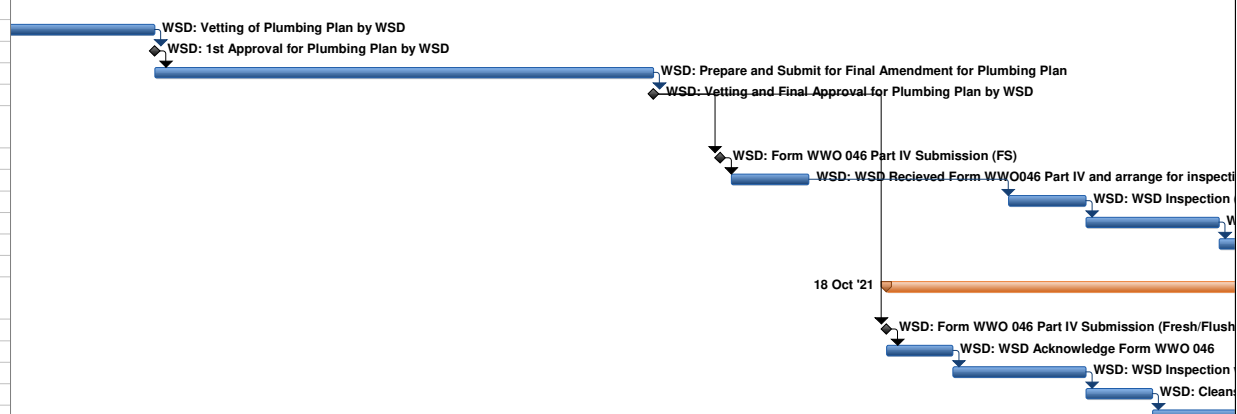 WSD: Vetting of Plumbing Plan by WSD
WSD: 1st Approval for Plumbing Plan by WSD
WSD: Prepare and Submit for Final Amendment for Plumbing Plan
WSD: Vetting and Final Approval for Plumbing Plan by WSD
WSD: Form WWO 046 Part IV Submission (FS)
WSD: WSD Recieved Form WWO046 Part IV and arrange for inspecti
WSD: WSD Inspection (
W
18 Oct '21
WSD: Form WWO 046 Part IV Submission (Fresh/Flush
WSD: WSD Acknowledge Form WWO 046
WSD: WSD Inspection
WSD: Cleans